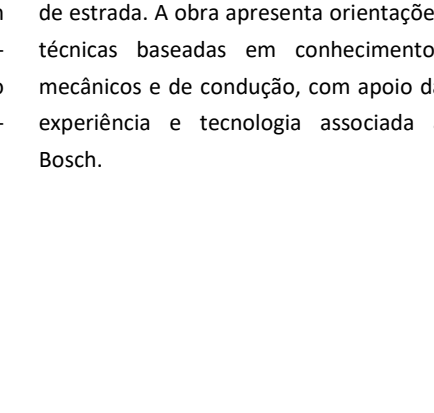 de estrada. A obra apresenta orientaçõe
técnicas baseadas em conhecimento
mecânicos e de condução, com apoio d
experiência e tecnologia associada
Bosch.